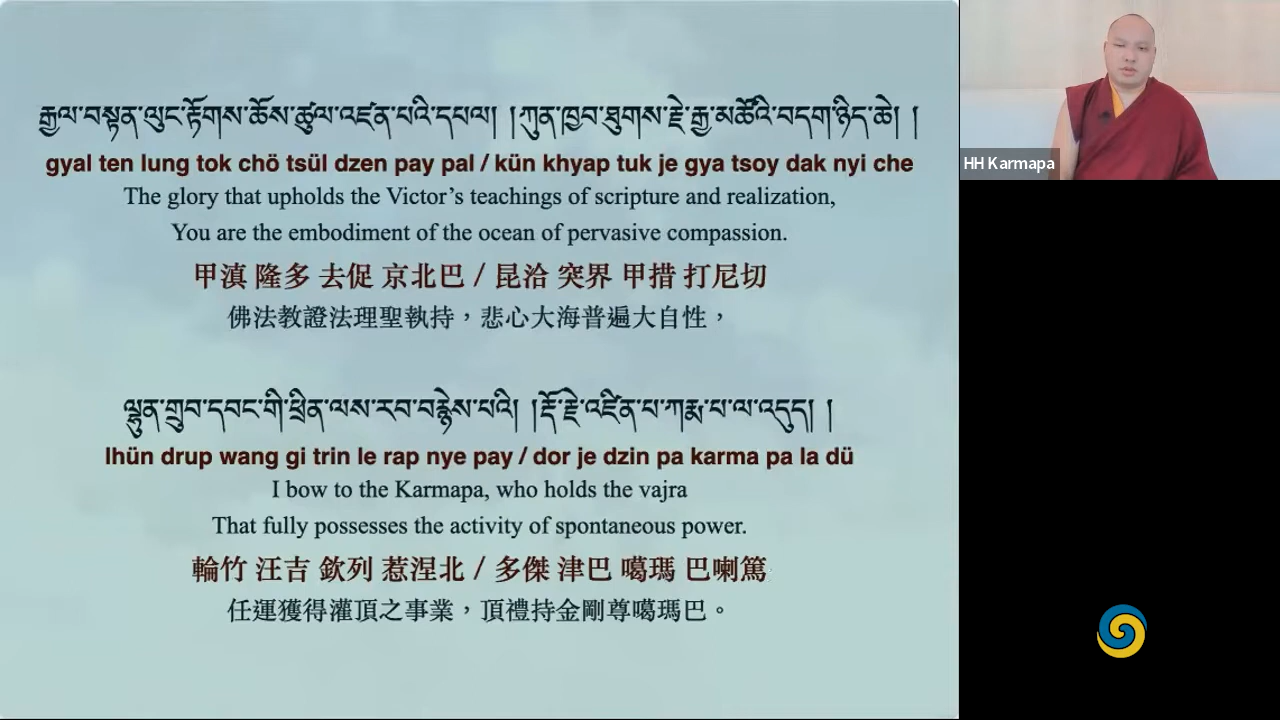 རྒྱལ་བསྟན་ལུང་རྟོགས་ཆོས་ཚུལ་འཛན་པའི་དཔལ། །ཀུན་ཁྱབ་ཐུགས་རྗེ་རྒྱ་མཚོའི་བདག་ཉིད་ཆེ། །
gyal ten lung tok chö tsül dzen pay pal / kün khyap tuk je gya tsoy dak nyi che
The glory that upholds the Victor’s teachings of scripture and realization,
You are the embodiment of the ocean of pervasive compassion.
甲滇 隆多 去促 京北巴 / 昆洽 突界 甲措 打尼切
佛法教證法理聖執持，悲心大海普遍大自性，
ལྷུན་གྲུབ་དབང་གི་ཕྲིན་ལས་རབ་བརྙེས་པའི། །རྡོ་རྗེ་འཛིན་པ་ཀརྨ་པ་ལ་འདུད། །
lhün drup wang gi trin le rap nye pay / dor je dzin pa karma pa la dü
I bow to the Karmapa, who holds the vajra
That fully possesses the activity of spontaneous power.
輪竹 汪吉 欽列 惹涅北 / 多傑 津巴 噶瑪 巴喇篤
任運獲得灌頂之事業，頂禮持金剛尊噶瑪巴。
HH Karmapa